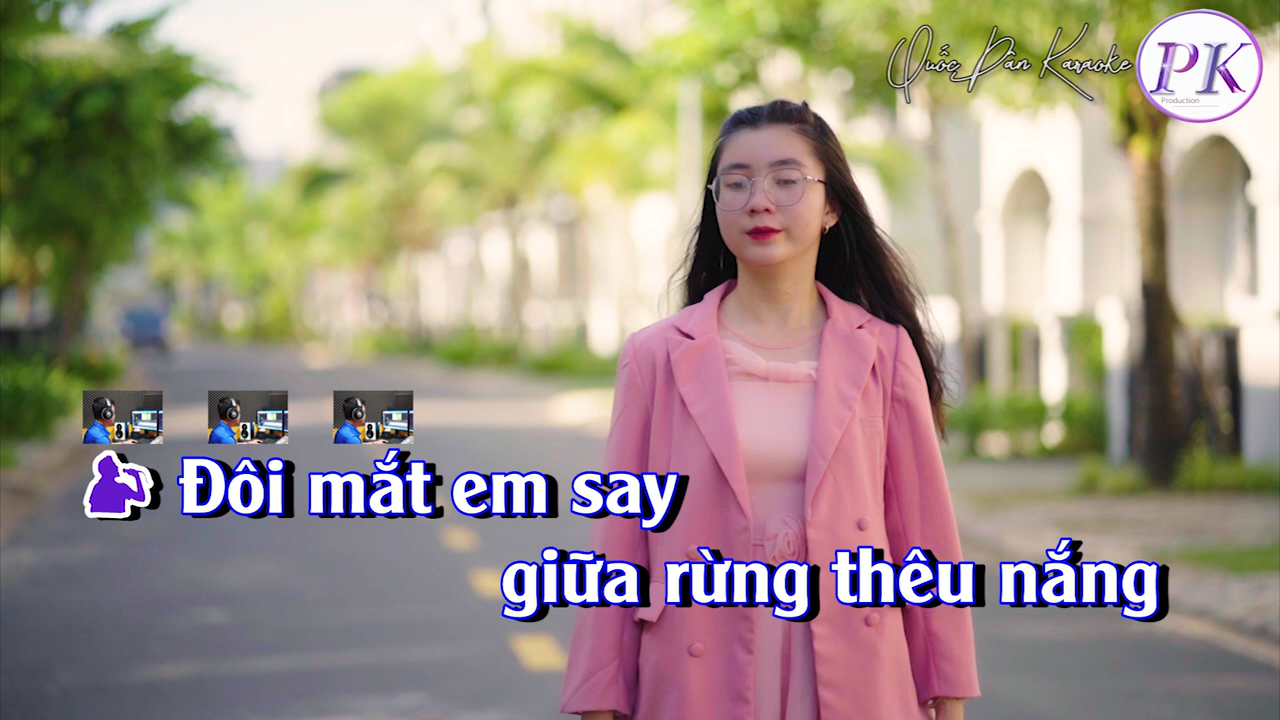 Quốc Dân Karaoke
PK
Production
Đôi mắt em say
giữa rừng thêu nắng